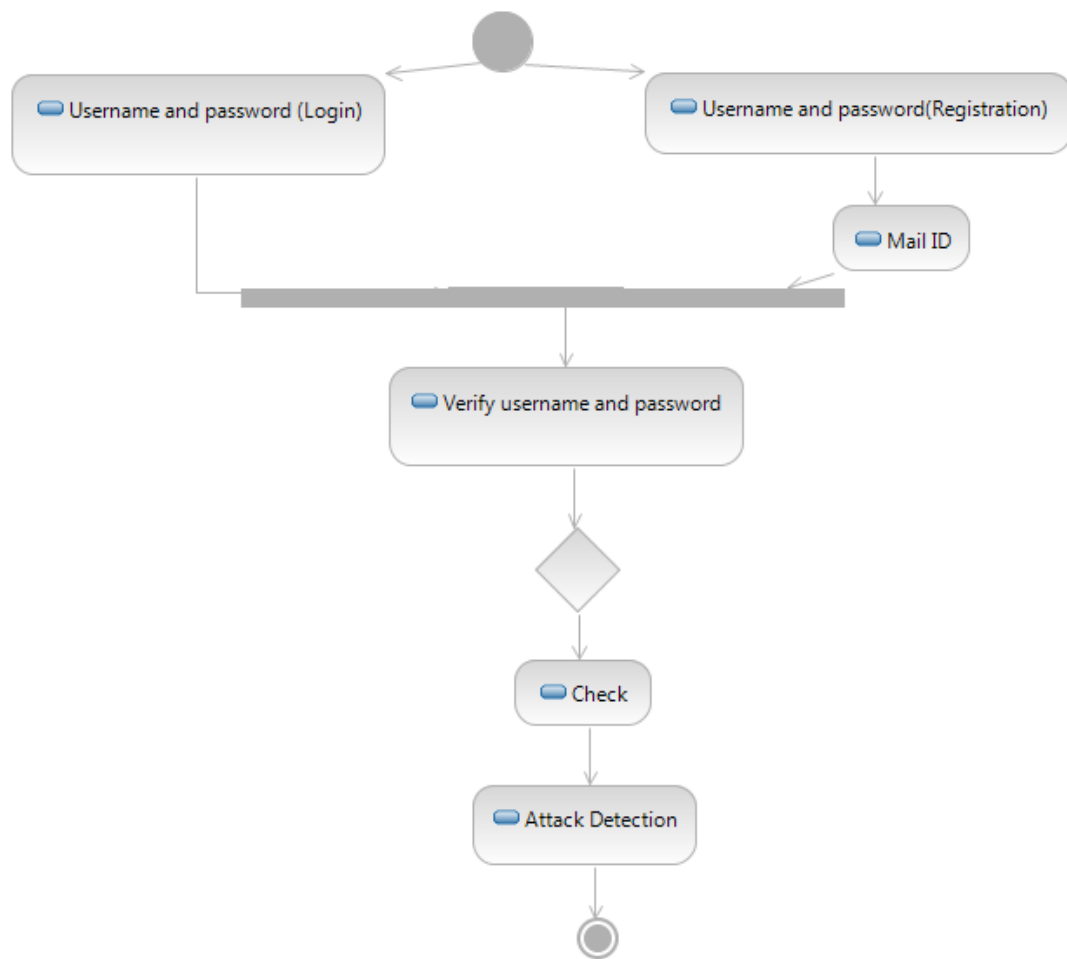 Username and password (Login)
Username and password(Registration)
Mail ID
Verify username and password
Check
Attack Detection